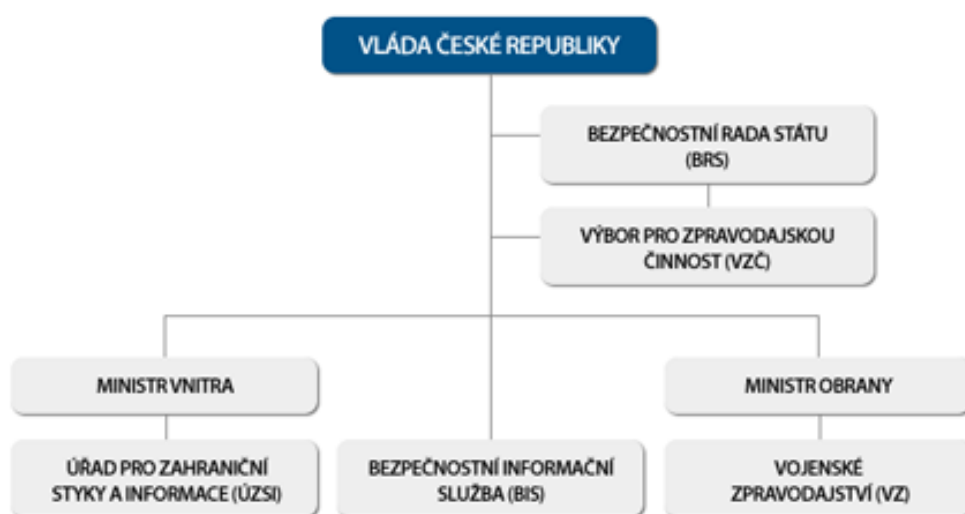 VLÁDA ČESKÉ REPUBLIKY
BEZPEČNOSTNÍ RADA STÁTU
(BRS)
VÝBOR PRO ZPRAVODAJSKOU
ČINNOST (VZČ)
MINISTR VNITRA
MINISTR OBRANY
ÚŘAD PRO ZAHRANIČNÍ
STYKY A INFORMACE (ÚZSI)
BEZPEČNOSTNÍ INFORMAČNÍ
SLUŽBA (BIS)
VOJENSKÉ
ZPRAVODAJSTVÍ (VZ)